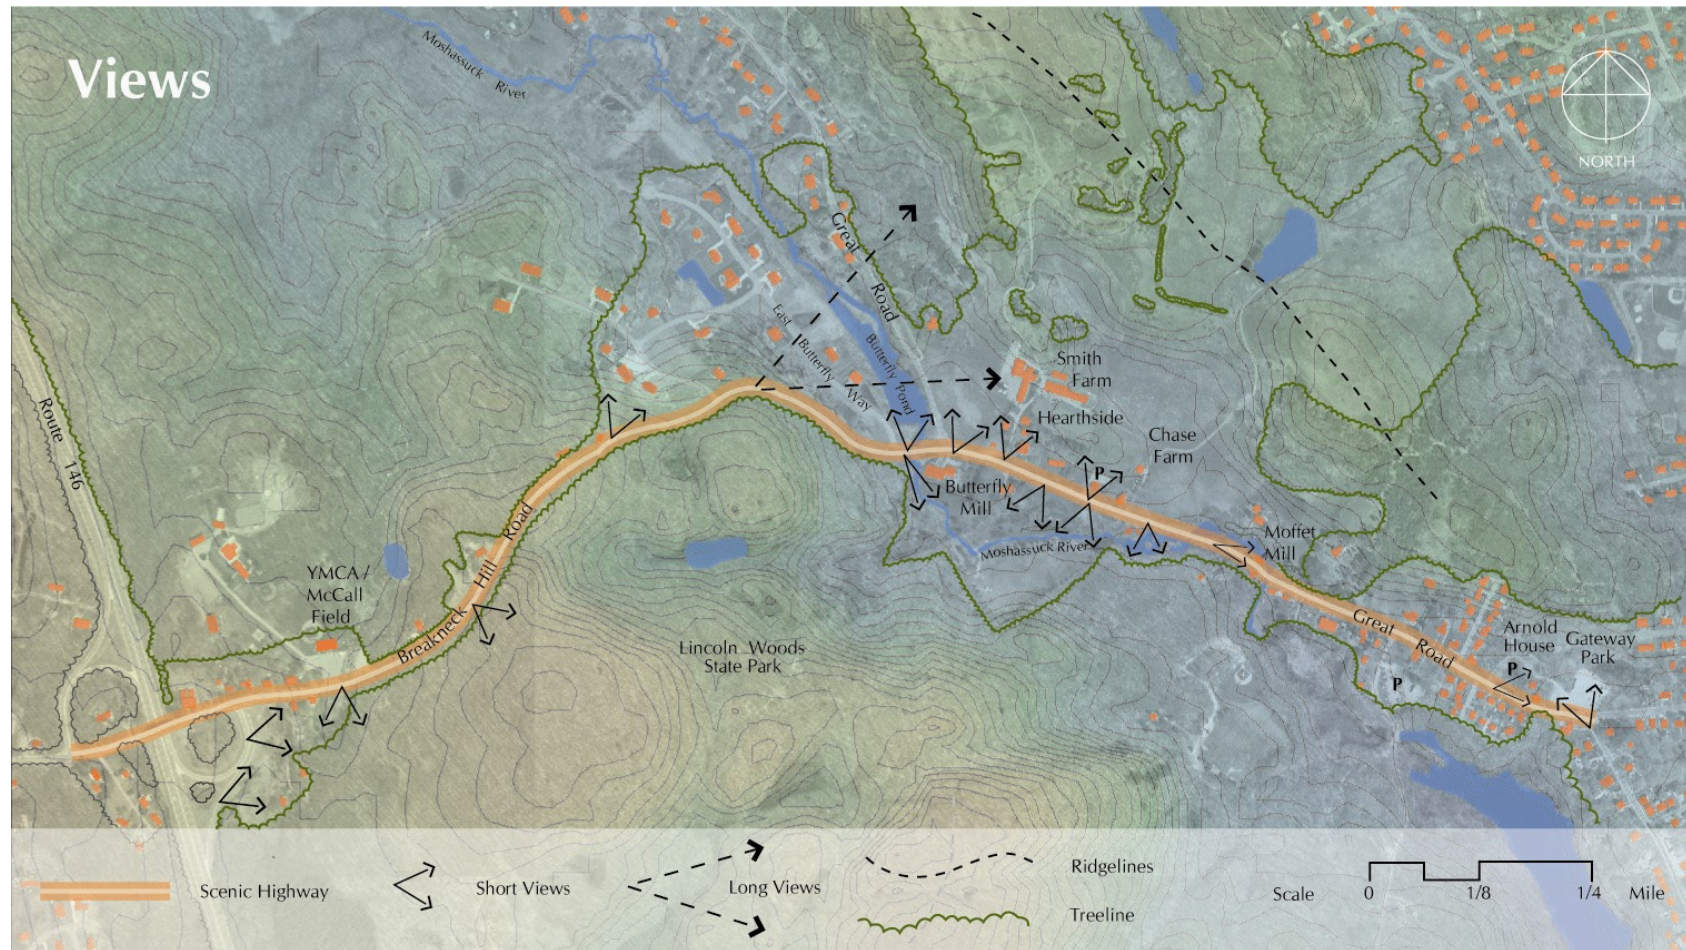 Views
Moshassuck River
NORTH
Great Road
East Butterfly Way
Butterfly Pond
Smith
Farm
Hearthside
Chase
Farm
Route 146
P
Butterfly
Mill
Moshassuck River
Moffet
Mill
YMCA /
McCall
Field
Breakneck Hill Road
Lincoln Woods
State Park
Great Road
Arnold
House
Gateway
Park
P
P
Scenic Highway
Short Views
Long Views
Ridgelines
Treeline
Scale
0
1/8
1/4
Mile